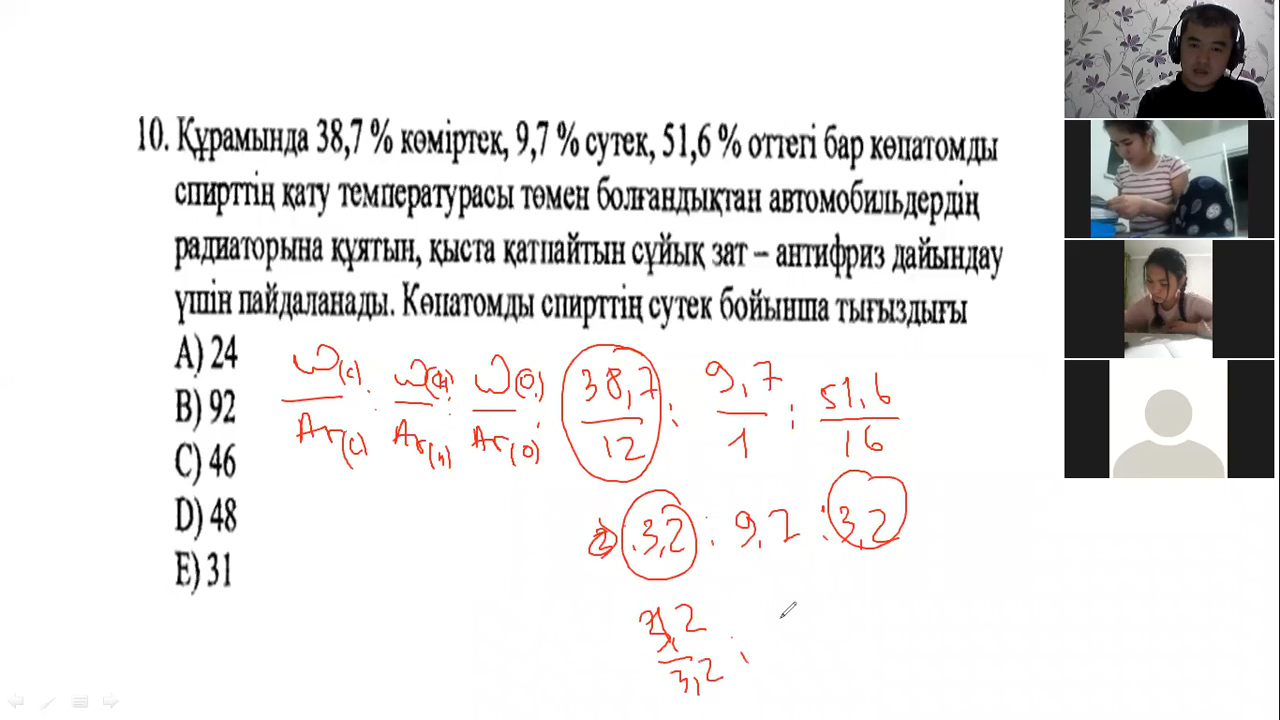 10. Құрамында 38,7 % көміртек, 9,7 % сутек, 51,6 % оттегі бар көпатомды
спирттің қату температурасы төмен болғандықтан автомобильдердің
радиаторына құятын, қыста қатпайтын сұйық зат – антифриз дайындау
үшін пайдаланады. Көпатомды спирттің сутек бойынша тығыздығы
A) 24
B) 92
C) 46
D) 48
E) 31
W(c) : W(H) : W(O)
Ar(c) Ar(H) Ar(O)
38,7 : 9,7 : 51,6
12 1 16
3,2 : 9,7 : 3,2
3,2 :
3,2